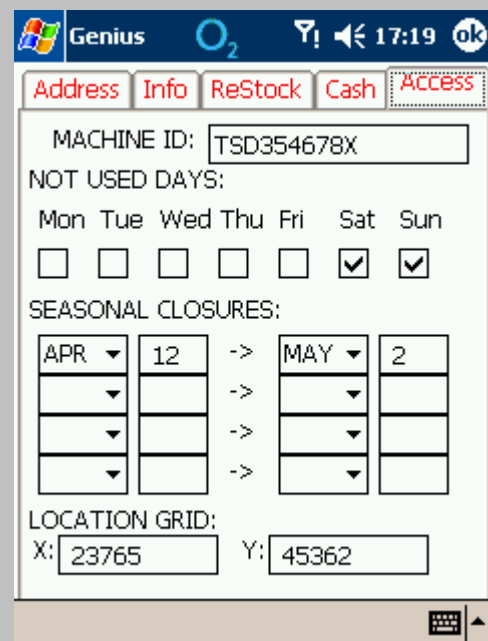 Genius O2 17:19 ok
Address Info ReStock Cash Access
MACHINE ID: TSD354678X
NOT USED DAYS:
Mon Tue Wed Thu Fri Sat Sun
SEASONAL CLOSURES:
APR 12 -> MAY 2
->
->
->
LOCATION GRID:
X: 23765 Y: 45362